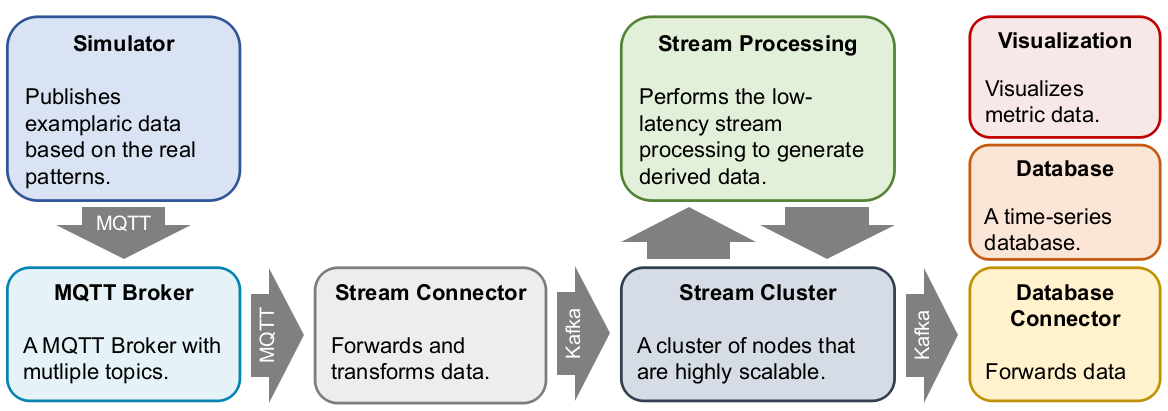 Simulator
Publishes
examplaric data
based on the real
patterns.
MQTT
MQTT Broker
A MQTT Broker with
mutliple topics.
MQTT
Stream Connector
Forwards and
transforms data.
Kafka
Stream Processing
Performs the low-
latency stream
processing to generate
derived data.
Stream Cluster
A cluster of nodes that
are highly scalable.
Kafka
Visualization
Visualizes
metric data.
Database
A time-series
database.
Database
Connector
Forwards data